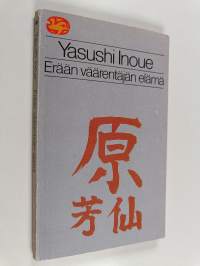 Yasushi Inoue
Erään väärentäjän elämä
原
芳仙